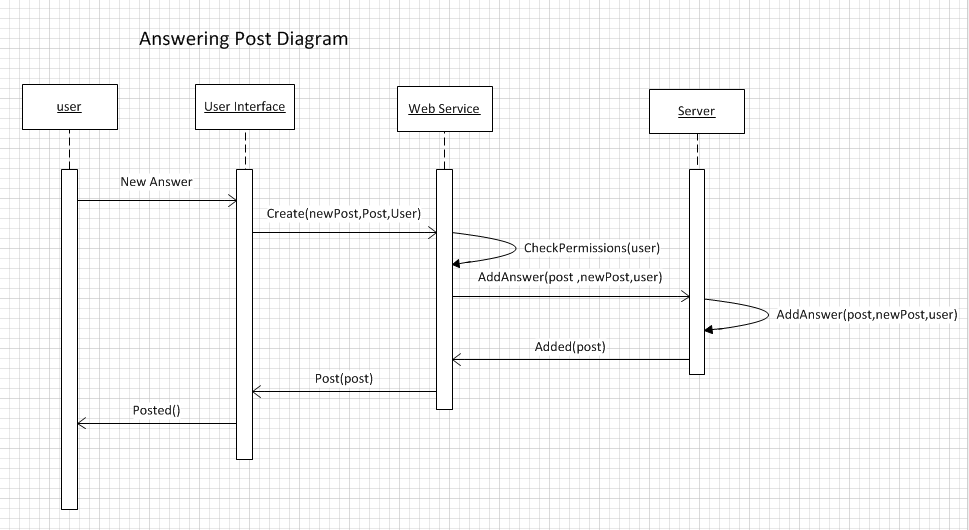 Answering Post Diagram
user
User Interface
Web Service
Server
New Answer
Create(newPost,Post,User)
CheckPermissions(user)
AddAnswer(post ,newPost,user)
AddAnswer(post,newPost,user)
Added(post)
Post(post)
Posted()